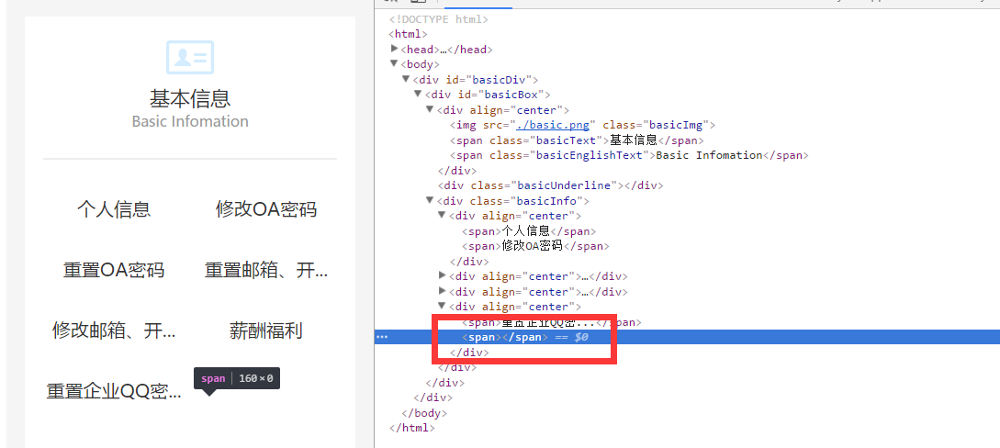 基本信息
Basic Infomation
个人信息 修改OA密码
重置OA密码 重置邮箱、开...
修改邮箱、开... 薪酬福利
重置企业QQ密...
span 160×0
<!DOCTYPE html>
<html>
<head>…</head>
<body>
<div id="basicDiv">
<div id="basicBox">
<div align="center">
<img src="./basic.png" class="basicImg">
<span class="basicText">基本信息</span>
<span class="basicEnglishText">Basic Infomation</span>
</div>
<div class="basicUnderline"></div>
<div class="basicInfo">
<div align="center">
<span>个人信息</span>
<span>修改OA密码</span>
</div>
<div align="center">…</div>
<div align="center">…</div>
<div align="center">
<span>重置企业QQ密...</span>
<span></span> == $0
</div>
</div>
</div>
</div>
</body>
</html>